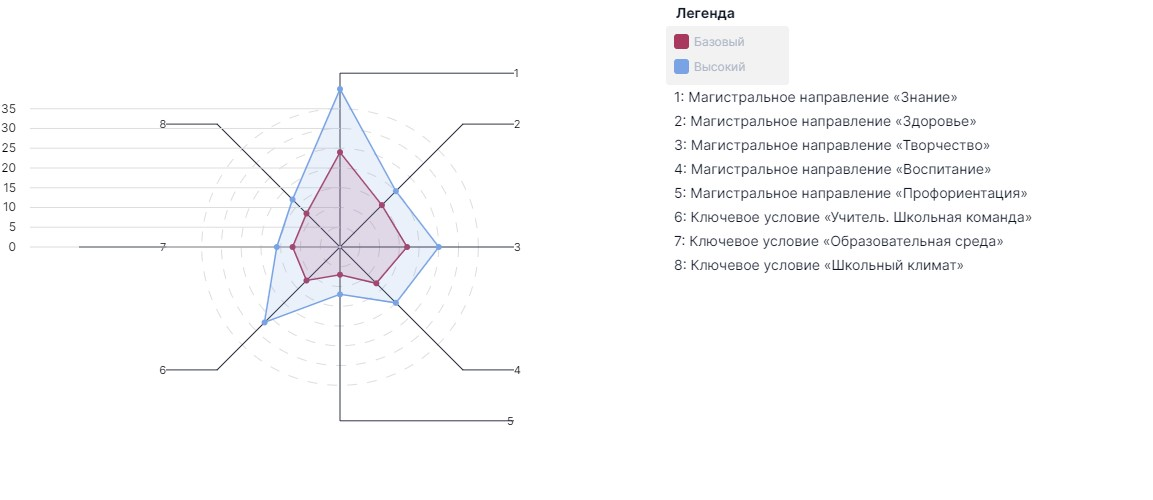 Легенда
Базовый
Высокий
1: Магистральное направление «Знание»
2: Магистральное направление «Здоровье»
3: Магистральное направление «Творчество»
4: Магистральное направление «Воспитание»
5: Магистральное направление «Профориентация»
6: Ключевое условие «Учитель. Школьная команда»
7: Ключевое условие «Образовательная среда»
8: Ключевое условие «Школьный климат»
35
30
25
20
15
10
5
0
1
2
3
4
5
6
7
8